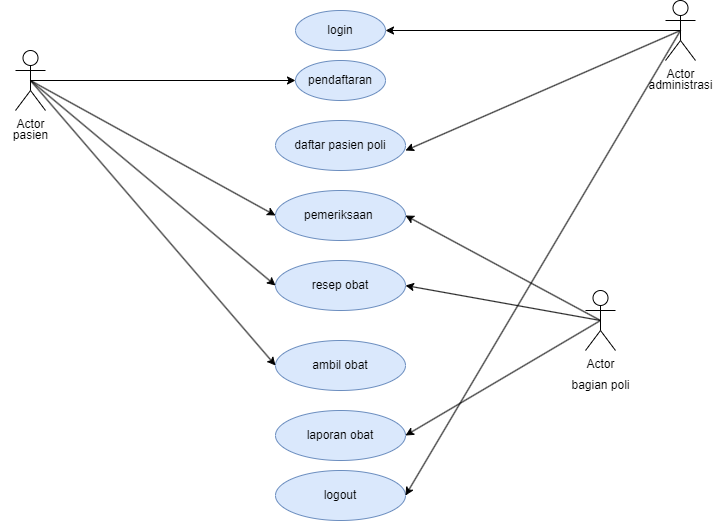 login
pendaftaran
daftar pasien poli
pemeriksaan
resep obat
ambil obat
laporan obat
logout
Actor
pasien
Actor
administrasi
Actor
bagian poli